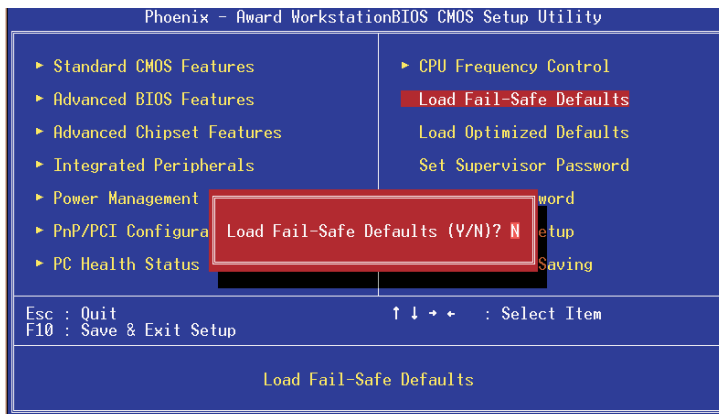 Phoenix - Award WorkstationBIOS CMOS Setup Utility
► Standard CMOS Features
► Advanced BIOS Features
► Advanced Chipset Features
► Integrated Peripherals
► Power Management
► PnP/PCI Configura
► PC Health Status
► CPU Frequency Control
Load Fail-Safe Defaults
Load Optimized Defaults
Set Supervisor Password
word
etup
Saving
Load Fail-Safe Defaults (Y/N)? N
Esc : Quit
F10 : Save & Exit Setup
↑ ↓ → ← : Select Item
Load Fail-Safe Defaults